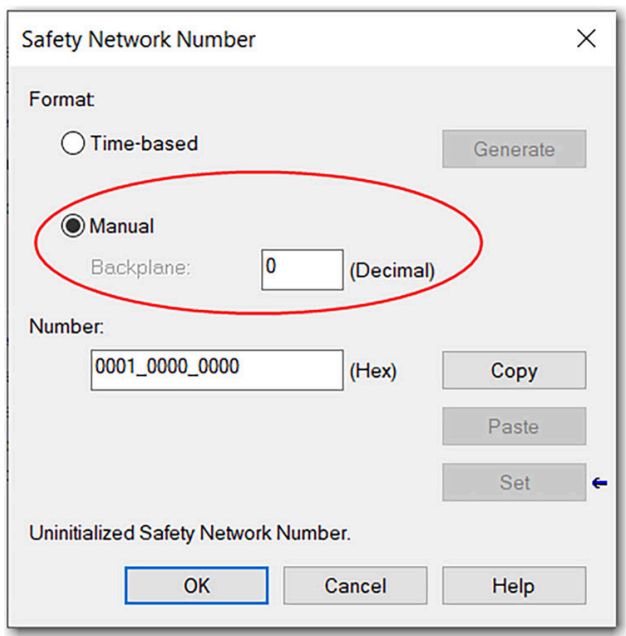 Safety Network Number
Format:
Time-based
Generate
Manual
Backplane: 0 (Decimal)
Number:
0001_0000_0000 (Hex) Copy
Paste
Set
Uninitialized Safety Network Number.
OK Cancel Help